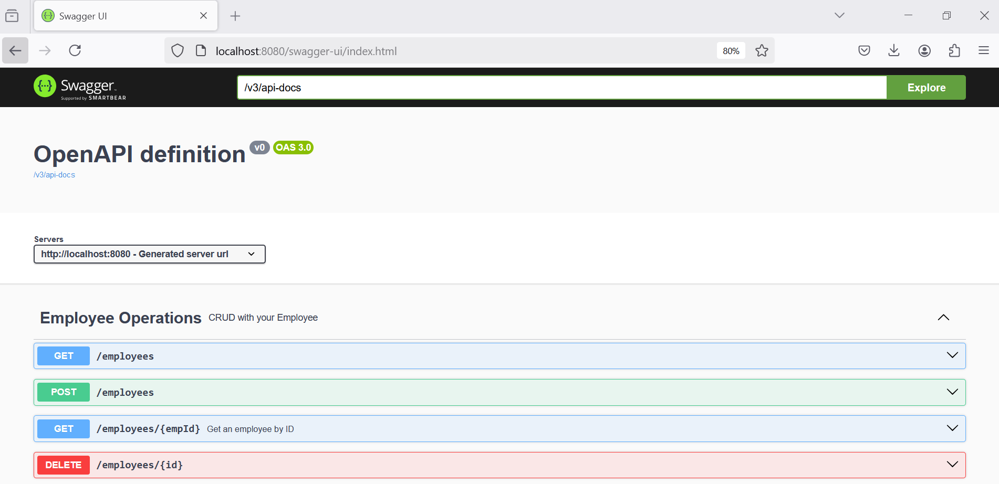 Swagger UI
localhost:8080/swagger-ui/index.html
80%
{···} Swagger™
Supported by SMARTBEAR
/v3/api-docs
Explore
OpenAPI definition v0 OAS 3.0
/v3/api-docs
Servers
http://localhost:8080 - Generated server url
Employee Operations CRUD with your Employee
GET /employees
POST /employees
GET /employees/{empId} Get an employee by ID
DELETE /employees/{id}